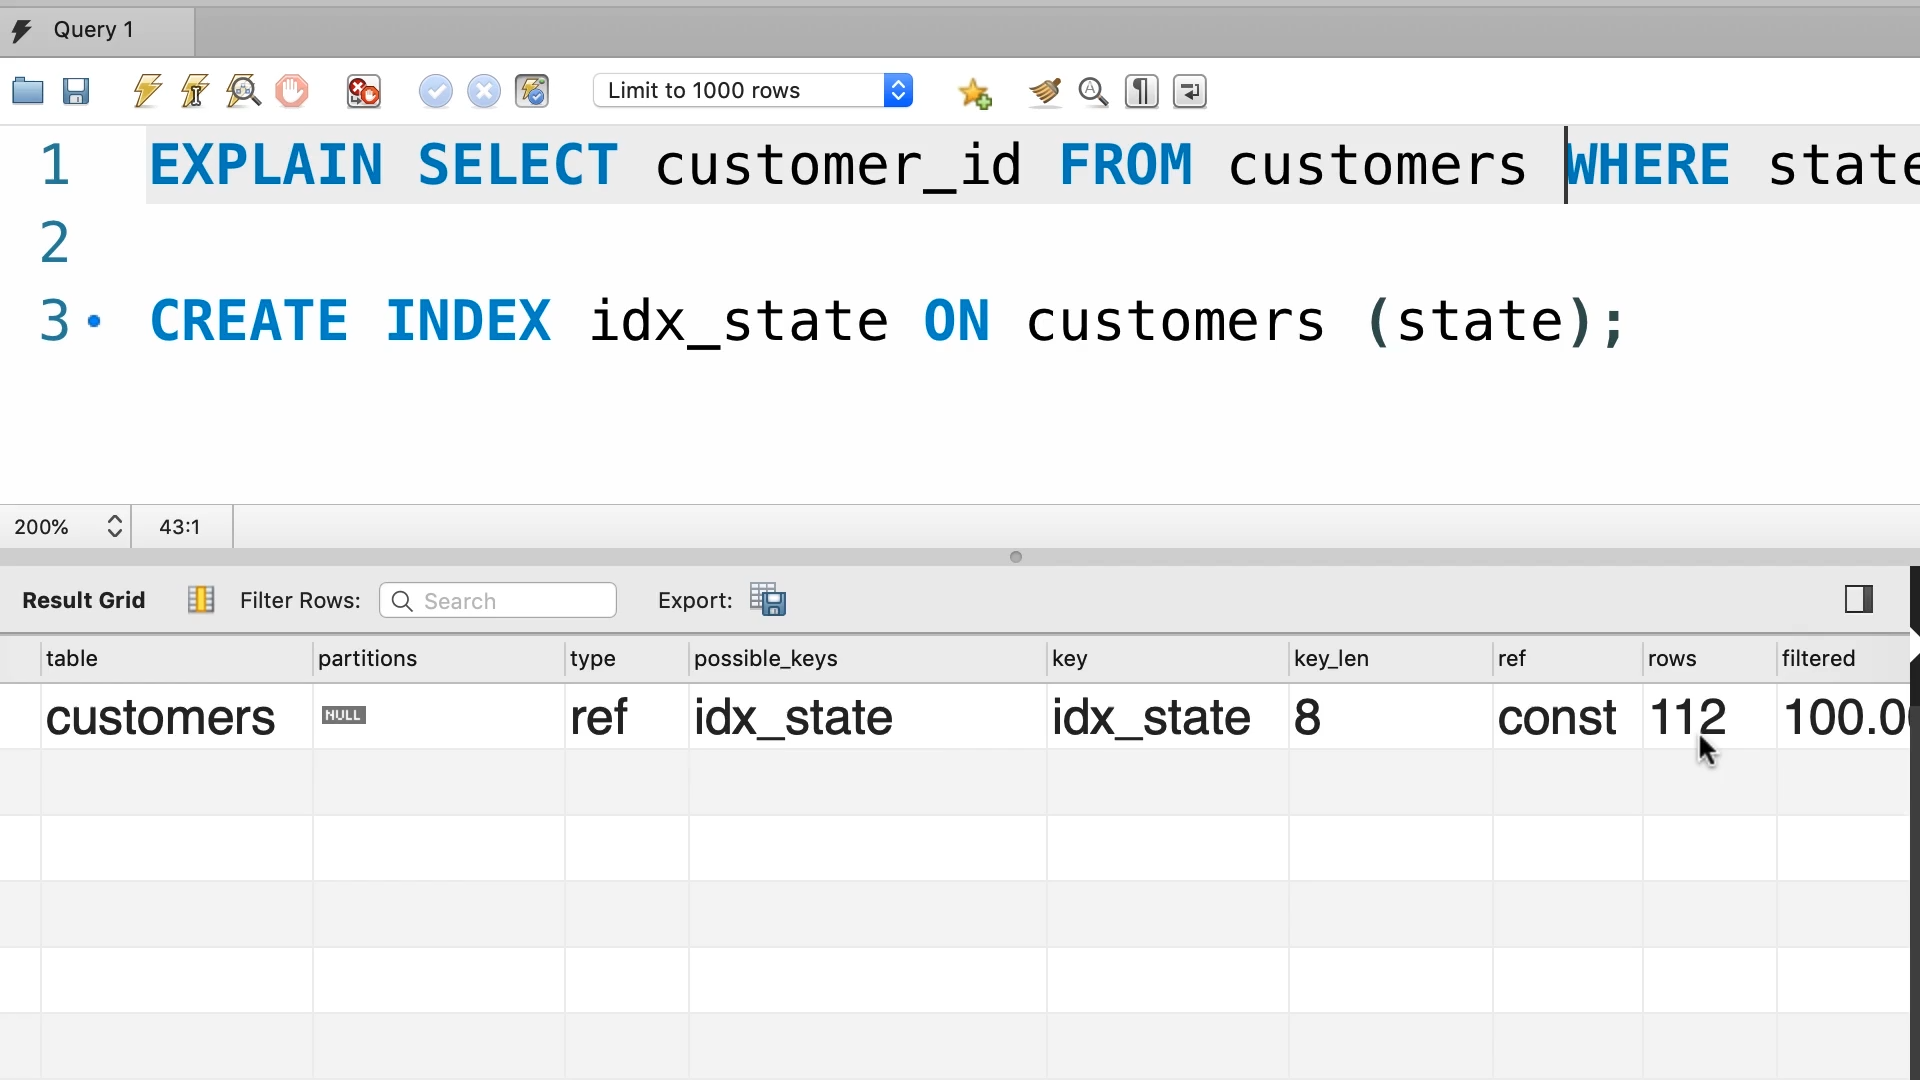 Query 1
Limit to 1000 rows
1 EXPLAIN SELECT customer_id FROM customers WHERE state
2
3 CREATE INDEX idx_state ON customers (state);
200% 43:1
Result Grid Filter Rows: Search Export:
table partitions type possible_keys key key_len ref rows filtered
customers NULL ref idx_state idx_state 8 const 112 100.00